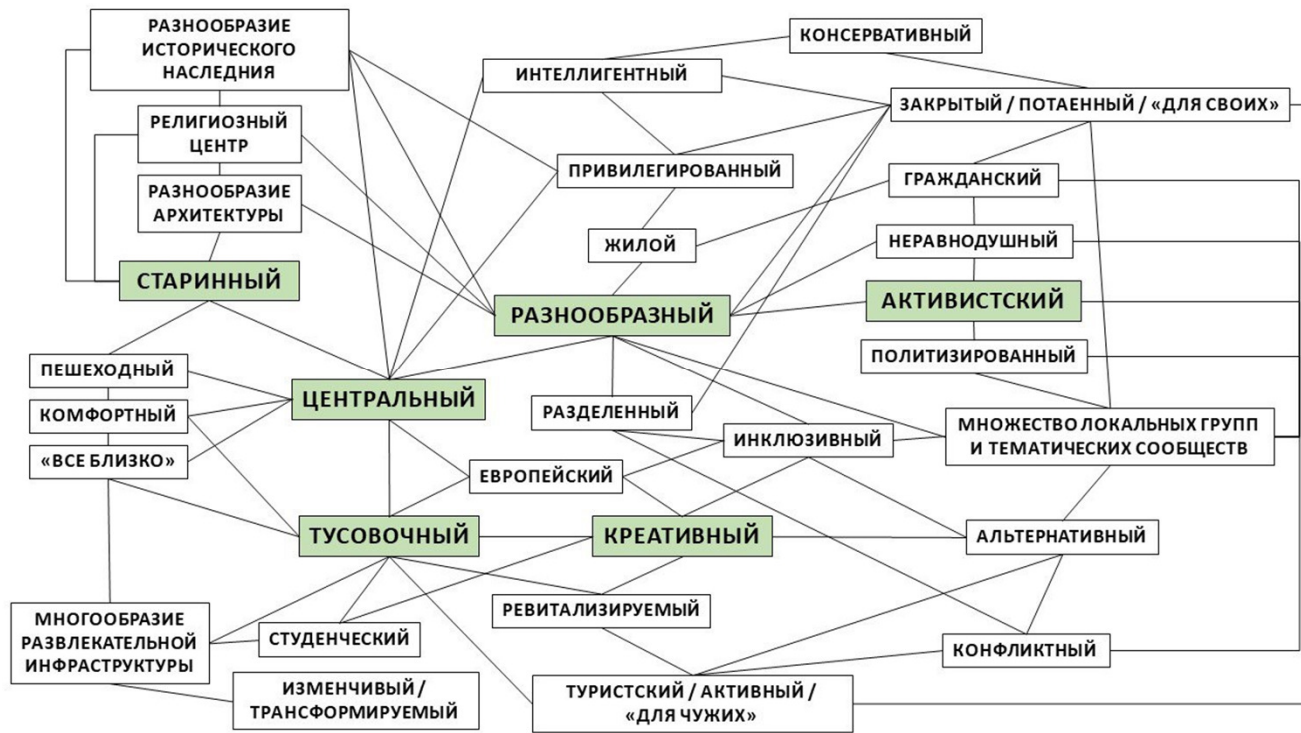 РАЗНООБРАЗИЕ
ИСТОРИЧЕСКОГО
НАСЛЕДНИЯ
КОНСЕРВАТИВНЫЙ
ИНТЕЛЛИГЕНТНЫЙ
ЗАКРЫТЫЙ / ПОТАЕННЫЙ / «ДЛЯ СВОИХ»
РЕЛИГИОЗНЫЙ
ЦЕНТР
ПРИВИЛЕГИРОВАННЫЙ
ГРАЖДАНСКИЙ
РАЗНООБРАЗИЕ
АРХИТЕКТУРЫ
ЖИЛОЙ
НЕРАВНОДУШНЫЙ
СТАРИННЫЙ
РАЗНООБРАЗНЫЙ
АКТИВИСТСКИЙ
ПЕШЕХОДНЫЙ
ПОЛИТИЗИРОВАННЫЙ
ЦЕНТРАЛЬНЫЙ
КОМФОРТНЫЙ
РАЗДЕЛЕННЫЙ
ИНКЛЮЗИВНЫЙ
МНОЖЕСТВО ЛОКАЛЬНЫХ ГРУПП
И ТЕМАТИЧЕСКИХ СООБЩЕСТВ
«ВСЕ БЛИЗКО»
ЕВРОПЕЙСКИЙ
ТУСОВОЧНЫЙ
КРЕАТИВНЫЙ
АЛЬТЕРНАТИВНЫЙ
МНОГООБРАЗИЕ
РАЗВЛЕКАТЕЛЬНОЙ
ИНФРАСТРУКТУРЫ
СТУДЕНЧЕСКИЙ
РЕВИТАЛИЗИРУЕМЫЙ
КОНФЛИКТНЫЙ
ИЗМЕНЧИВЫЙ /
ТРАНСФОРМИРУЕМЫЙ
ТУРИСТСКИЙ / АКТИВНЫЙ /
«ДЛЯ ЧУЖИХ»